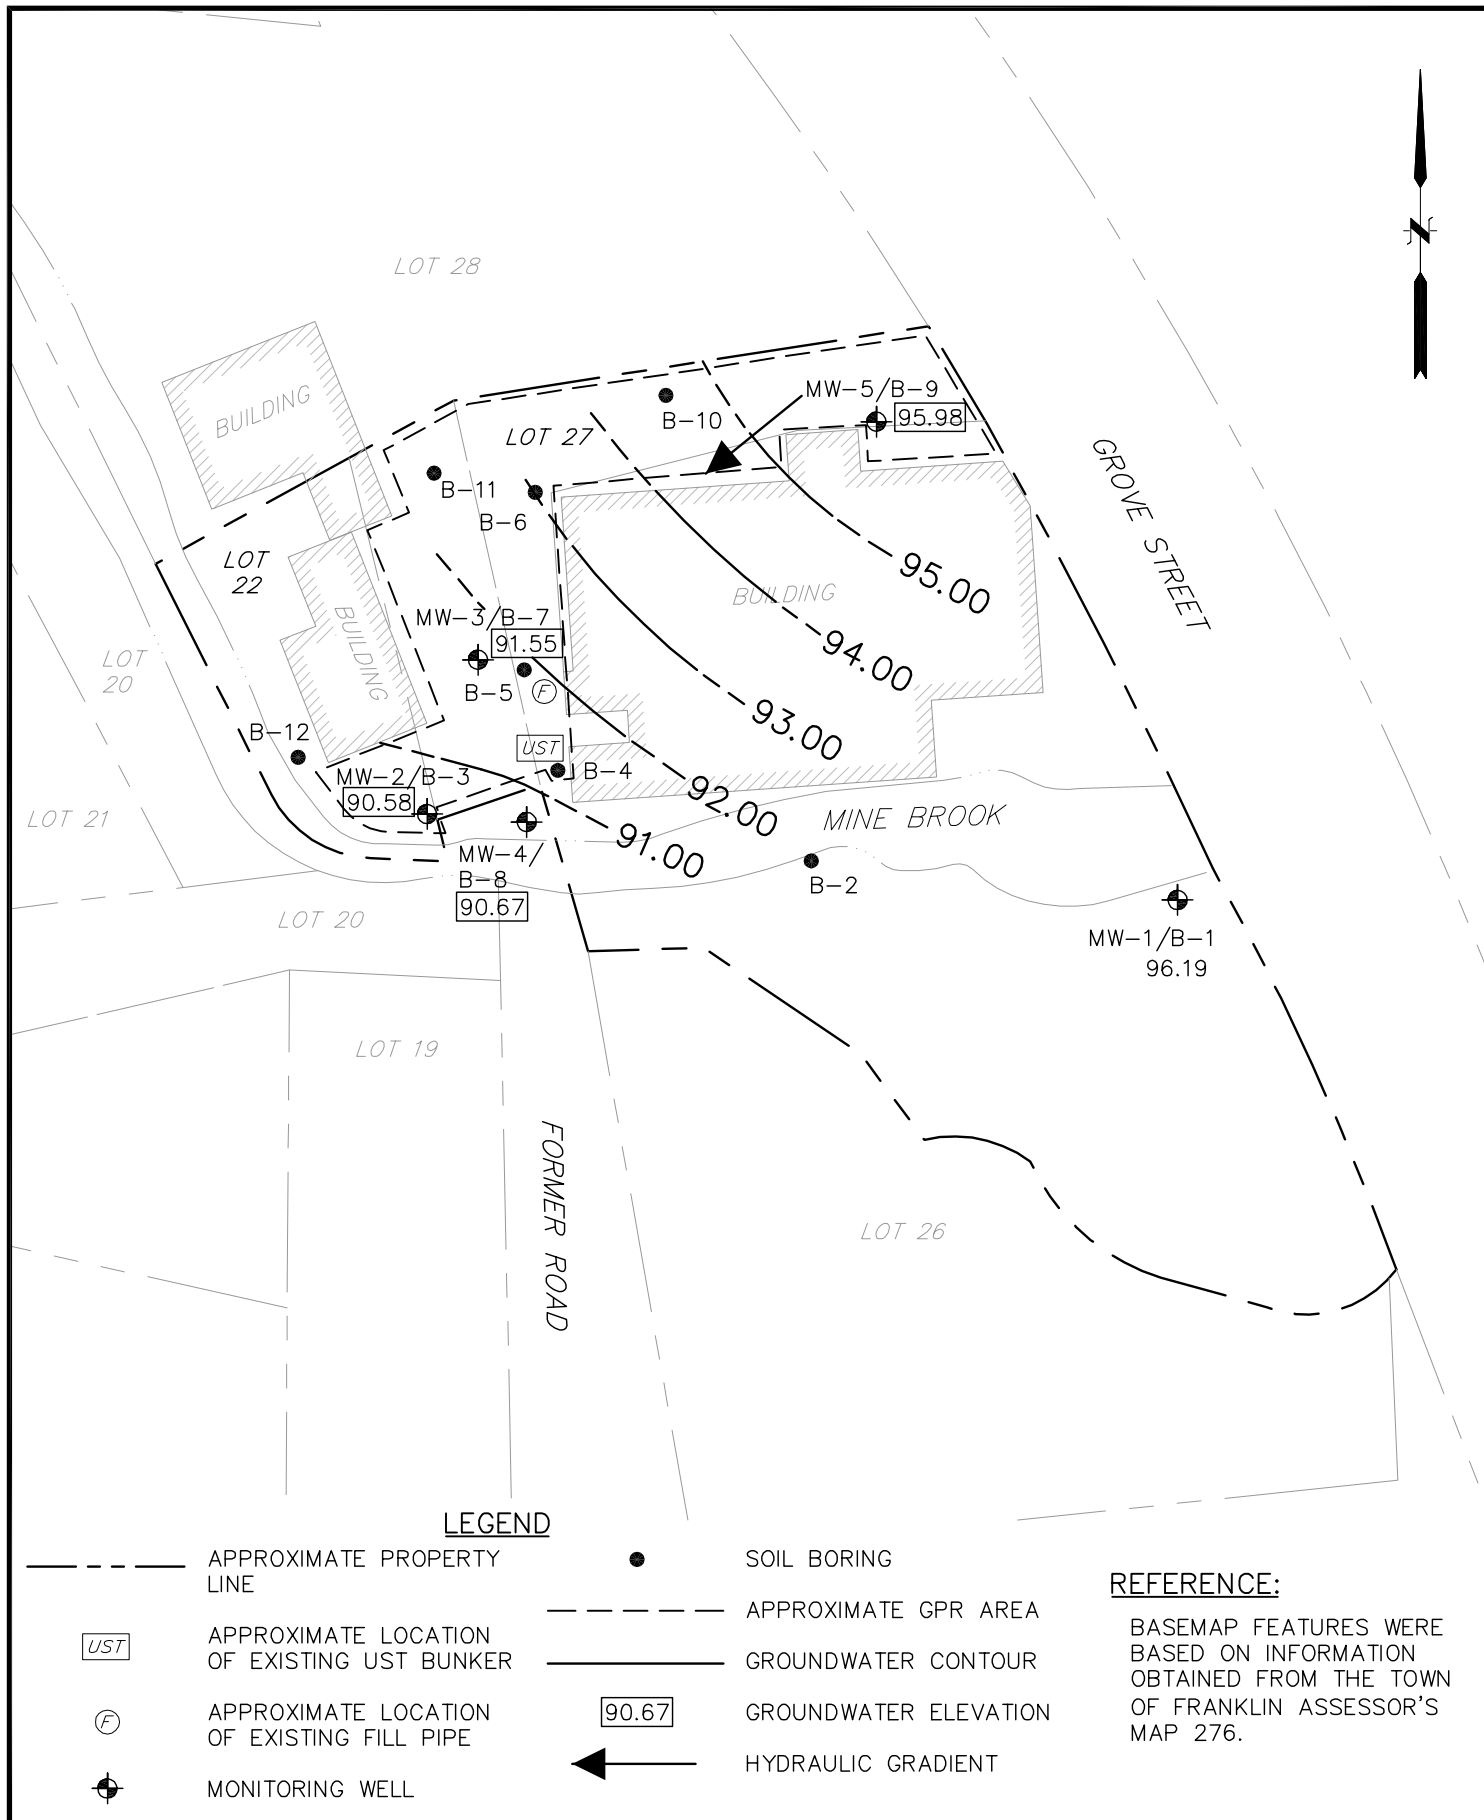 N
LOT 28
BUILDING
MW-5/B-9
95.98
B-10
LOT 27
GROVE STREET
B-11
B-6
LOT
22
95.00
BUILDING
BUILDING
MW-3/B-7
91.55
94.00
LOT
20
B-5
F
93.00
B-12
UST
B-4
MW-2/B-3
90.58
92.00
MINE BROOK
LOT 21
91.00
MW-4/
B-8
90.67
B-2
LOT 20
MW-1/B-1
96.19
LOT 19
FORMER ROAD
LOT 26
LEGEND
APPROXIMATE PROPERTY
LINE
UST
APPROXIMATE LOCATION
OF EXISTING UST BUNKER
F
APPROXIMATE LOCATION
OF EXISTING FILL PIPE
MONITORING WELL
SOIL BORING
APPROXIMATE GPR AREA
GROUNDWATER CONTOUR
90.67
GROUNDWATER ELEVATION
HYDRAULIC GRADIENT
REFERENCE:
BASEMAP FEATURES WERE
BASED ON INFORMATION
OBTAINED FROM THE TOWN
OF FRANKLIN ASSESSOR'S
MAP 276.